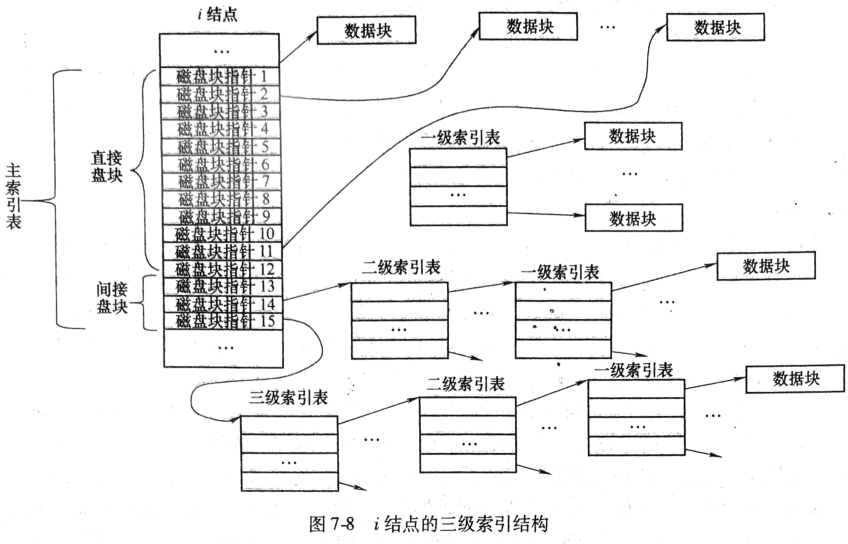 i 结点
…
磁盘块指针 1
磁盘块指针 2
磁盘块指针 3
磁盘块指针 4
磁盘块指针 5
磁盘块指针 6
磁盘块指针 7
磁盘块指针 8
磁盘块指针 9
磁盘块指针 10
磁盘块指针 11
磁盘块指针 12
磁盘块指针 13
磁盘块指针 14
磁盘块指针 15
…
主索引表
直接
盘块
间接
盘块
数据块
数据块
…
数据块
一级索引表
…
数据块
…
数据块
二级索引表
…
…
一级索引表
…
…
数据块
三级索引表
…
…
二级索引表
…
…
一级索引表
…
…
数据块
图 7-8 i 结点的三级索引结构